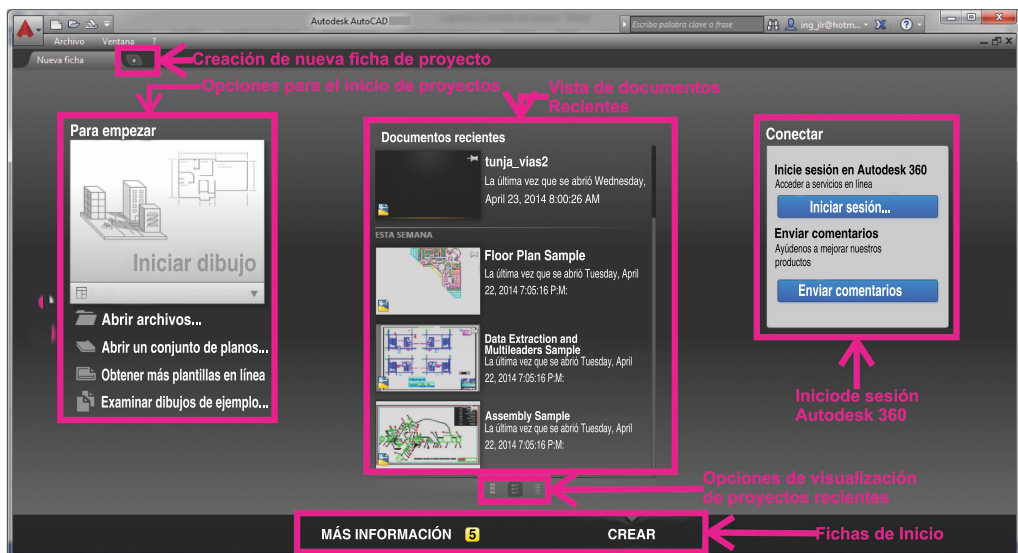 Autodesk AutoCAD
Escriba palabra clave o frase
ing_jlr@hotm...
Archivo Ventana ?
Nueva ficha
Creación de nueva ficha de proyecto
Opciones para el inicio de proyectos
Vista de documentos
Recientes
Para empezar
Iniciar dibujo
Abrir archivos...
Abrir un conjunto de planos...
Obtener más plantillas en línea
Examinar dibujos de ejemplo...
Documentos recientes
tunja_vias2
La última vez que se abrió Wednesday,
April 23, 2014 8:00:26 AM
ESTA SEMANA
Floor Plan Sample
La última vez que se abrió Tuesday, April
22, 2014 7:05:16 P:M:
Data Extraction and
Multileaders Sample
La última vez que se abrió Tuesday, April
22, 2014 7:05:16 P:M:
Assembly Sample
La última vez que se abrió Tuesday, April
22, 2014 7:05:16 P:M:
Conectar
Inicie sesión en Autodesk 360
Acceder a servicios en línea
Iniciar sesión...
Enviar comentarios
Ayúdenos a mejorar nuestros
productos
Enviar comentarios
Iniciode sesión
Autodesk 360
Opciones de visualización
de proyectos recientes
MÁS INFORMACIÓN 5
CREAR
Fichas de Inicio